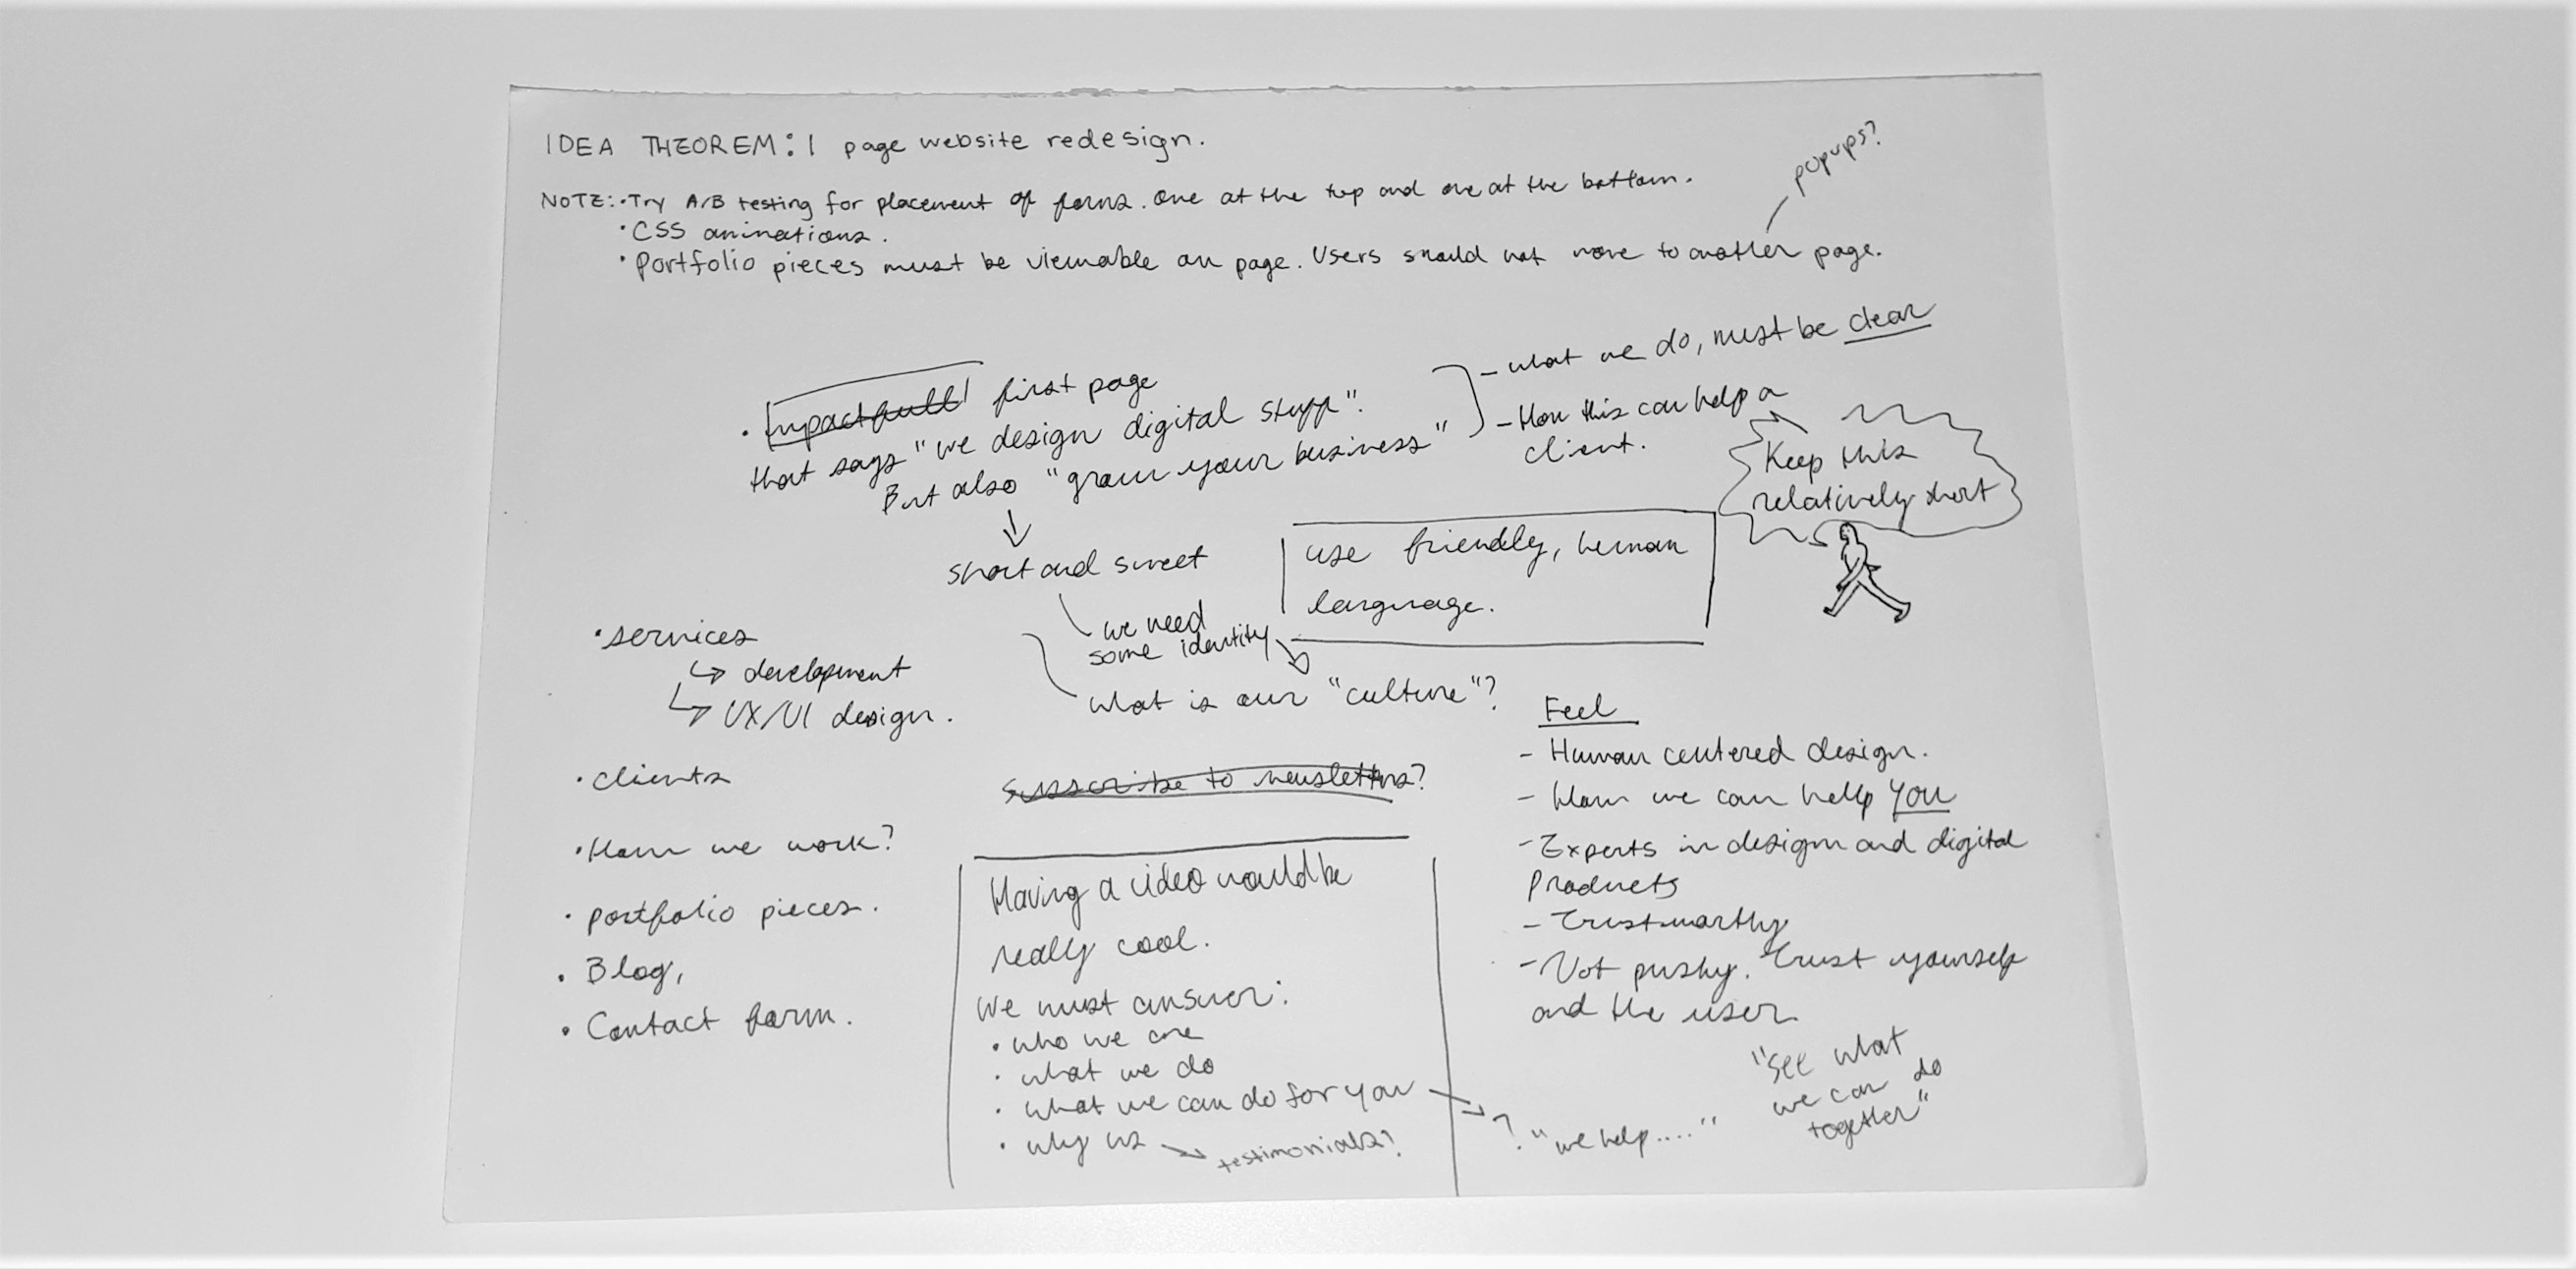 IDEA THEOREM: 1 page website redesign.
popups?
NOTE: • Try A/B testing for placement of forms. One at the top and one at the bottom.
• CSS animations.
• Portfolio pieces must be viewable on page. Users should not move to another page.
• Impactfull first page
that says "we design digital stuff".
But also "grow your business"
- what we do, must be clear
- How this can help a
client.
Keep this
relatively short
short and sweet
use friendly, human
language.
we need
some identity
what is our "culture"?
• services
development
UX/UI design.
• clients
• How we work?
• portfolio pieces.
• Blog,
• Contact form.
Subscribe to newsletters?
Having a video would be
really cool.
We must answer:
• who we are
• what we do
• what we can do for you
• why us
testimonials?
Feel
- Human centered design.
- How we can help YOU
- Experts in design and digital
Products
- Trustworthy
- Not pushy. Trust yourself
and the user
? "we help....."
"see what
we can do
together"